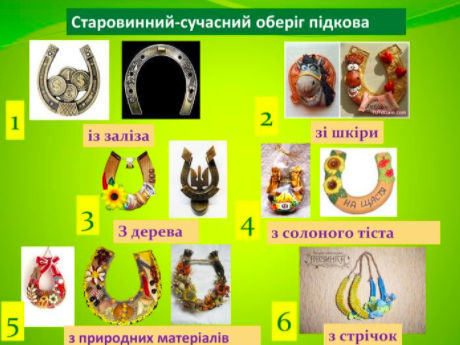 Старовинний-сучасний оберіг підкова
1
із заліза
2
зі шкіри
3
З дерева
4
НА ЩАСТЯ
з солоного тіста
5
з природних матеріалів
6
з стрічок